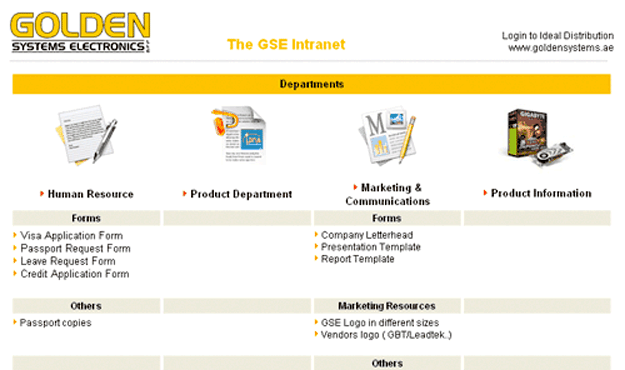 GOLDEN
SYSTEMS ELECTRONICS
The GSE Intranet
Login to Ideal Distribution
www.goldensystems.ae
Departments
GIGABYTE
Human Resource
Product Department
Marketing &
Communications
Product Information
Forms
Forms
Visa Application Form
Passport Request Form
Leave Request Form
Credit Application Form
Company Letterhead
Presentation Template
Report Template
Others
Marketing Resources
Passport copies
GSE Logo in different sizes
Vendors logo ( GBT/Leadtek..)
Others